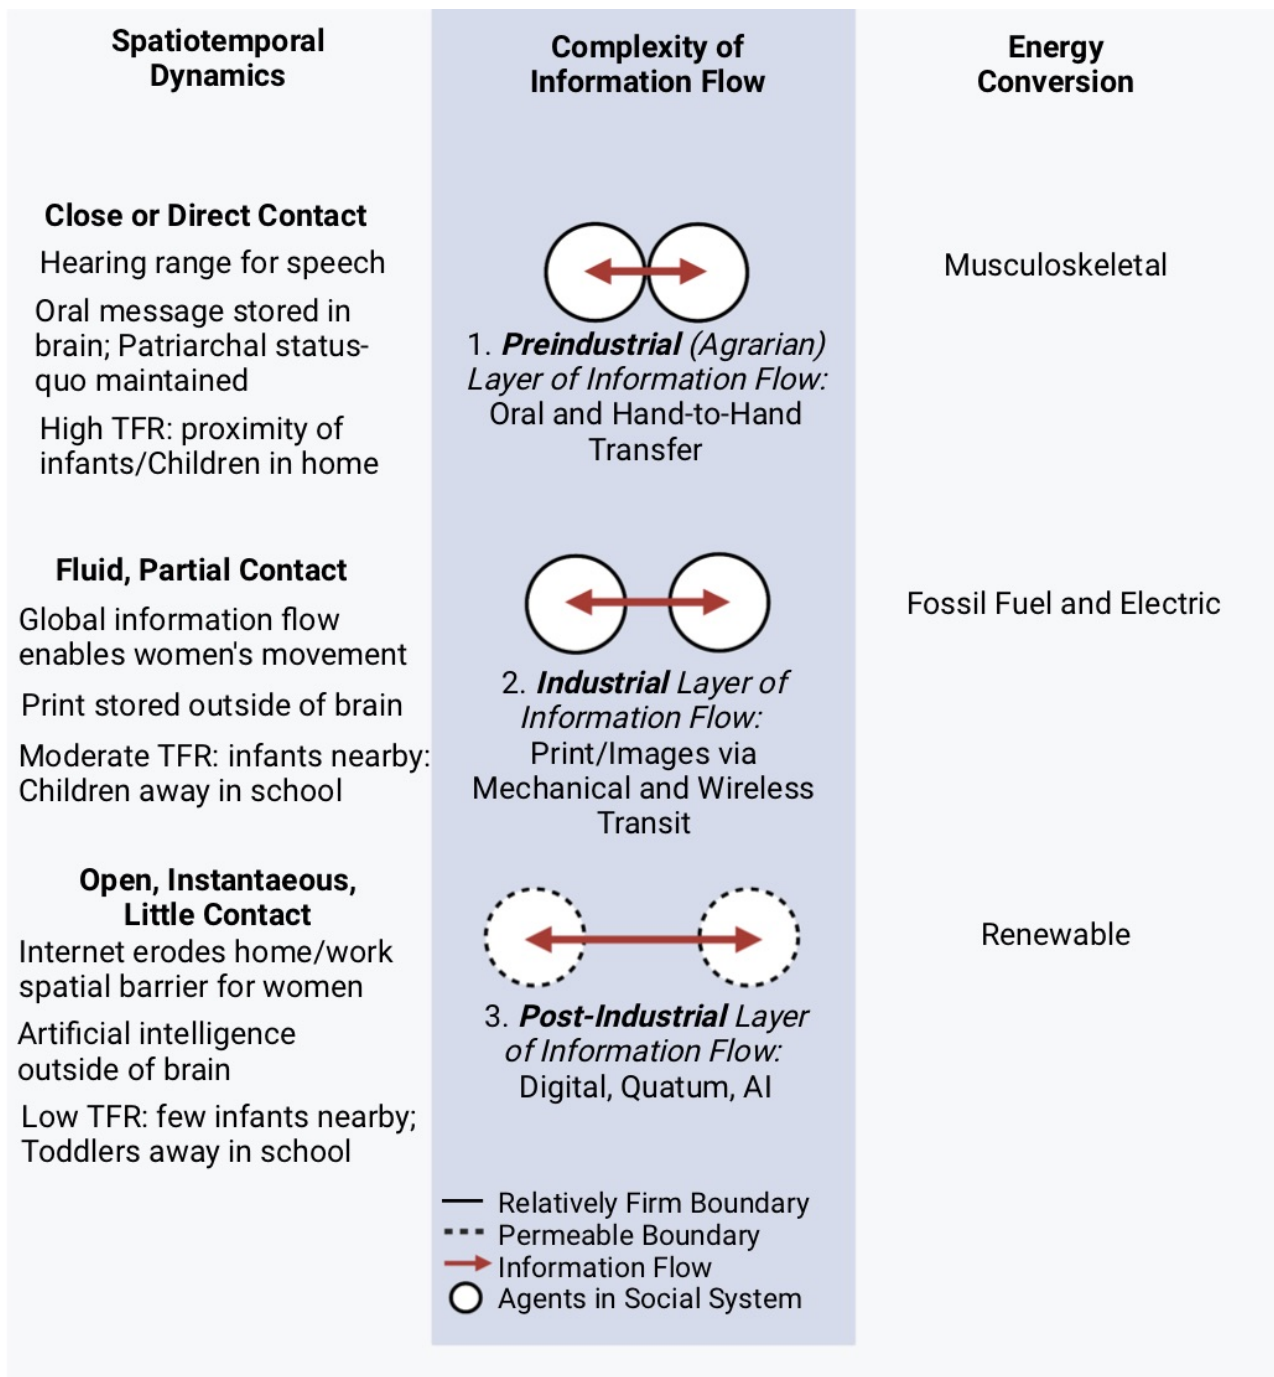 Spatiotemporal
Dynamics
Complexity of
Information Flow
Energy
Conversion
Close or Direct Contact
Hearing range for speech
Oral message stored in
brain; Patriarchal status-
quo maintained
High TFR: proximity of
infants/Children in home
1. Preindustrial (Agrarian)
Layer of Information Flow:
Oral and Hand-to-Hand
Transfer
Musculoskeletal
Fluid, Partial Contact
Global information flow
enables women's movement
Print stored outside of brain
Moderate TFR: infants nearby:
Children away in school
2. Industrial Layer of
Information Flow:
Print/Images via
Mechanical and Wireless
Transit
Fossil Fuel and Electric
Open, Instantaeous,
Little Contact
Internet erodes home/work
spatial barrier for women
Artificial intelligence
outside of brain
Low TFR: few infants nearby;
Toddlers away in school
3. Post-Industrial Layer
of Information Flow:
Digital, Quatum, AI
Renewable
Relatively Firm Boundary
Permeable Boundary
Information Flow
Agents in Social System